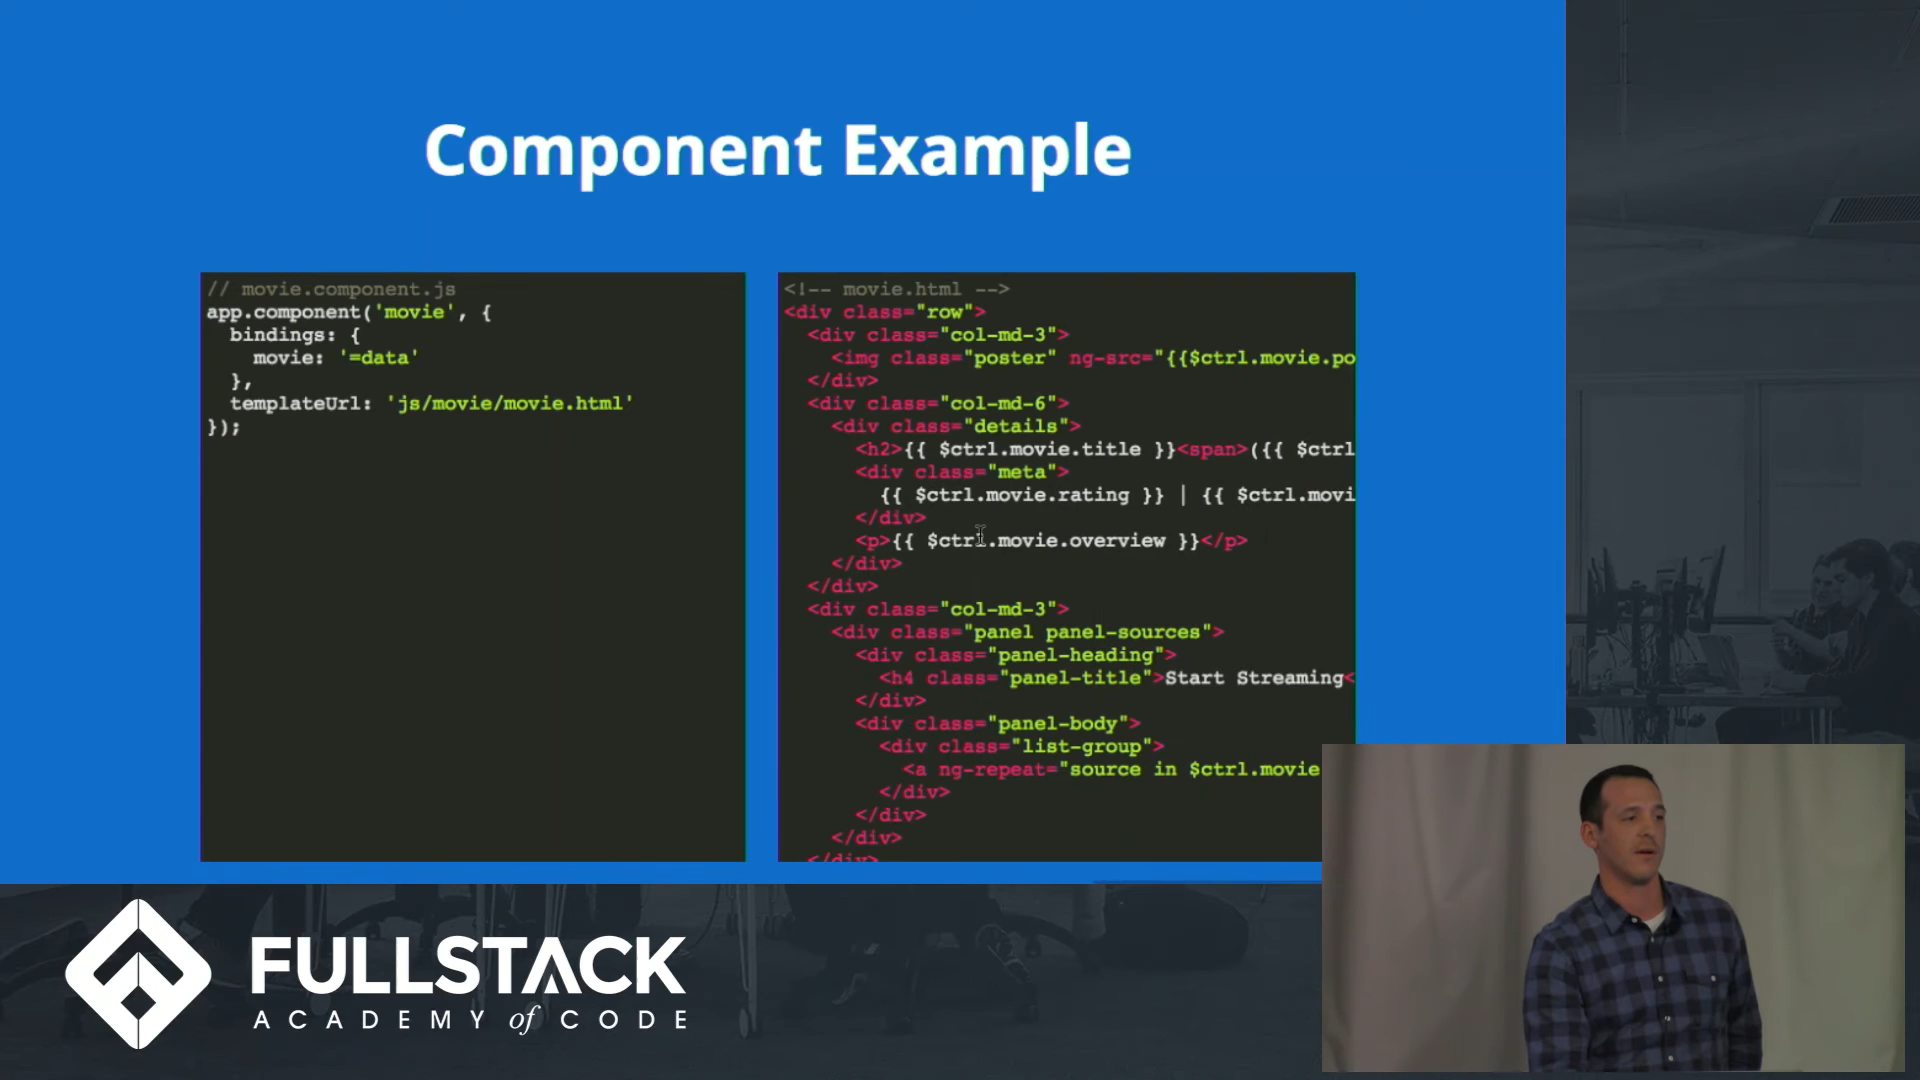 Component Example
// movie.component.js
app.component('movie', {
bindings: {
movie: '=data'
},
templateUrl: 'js/movie/movie.html'
});
<!-- movie.html -->
<div class="row">
<div class="col-md-3">
<img class="poster" ng-src="{{$ctrl.movie.po
</div>
<div class="col-md-6">
<div class="details">
<h2>{{ $ctrl.movie.title }}<span>({{ $ctrl
<div class="meta">
{{ $ctrl.movie.rating }} | {{ $ctrl.movi
</div>
<p>{{ $ctrl.movie.overview }}</p>
</div>
</div>
<div class="col-md-3">
<div class="panel panel-sources">
<div class="panel-heading">
<h4 class="panel-title">Start Streaming<
</div>
<div class="panel-body">
<div class="list-group">
<a ng-repeat="source in $ctrl.movie
</div>
</div>
</div>
</div>
FULLSTACK
ACADEMY of CODE